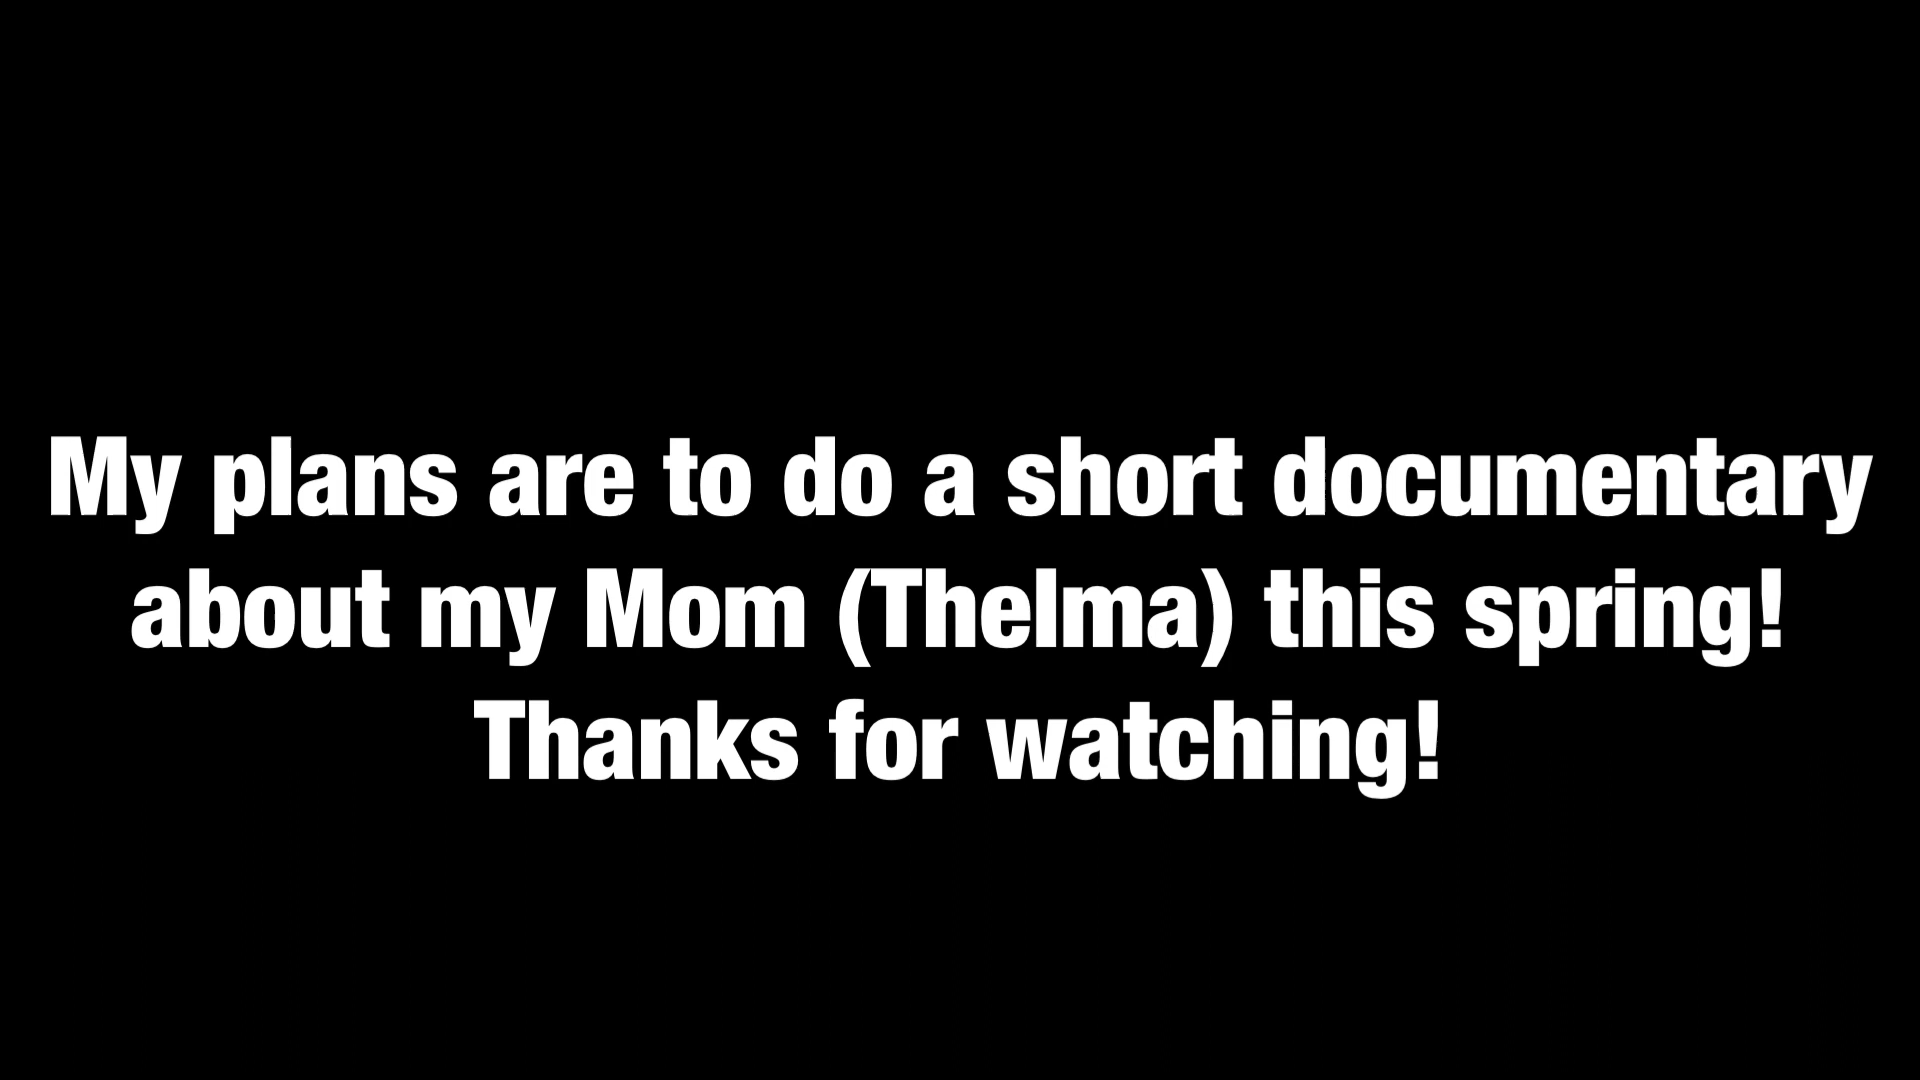 My plans are to do a short documentary
about my Mom (Thelma) this spring!
Thanks for watching!